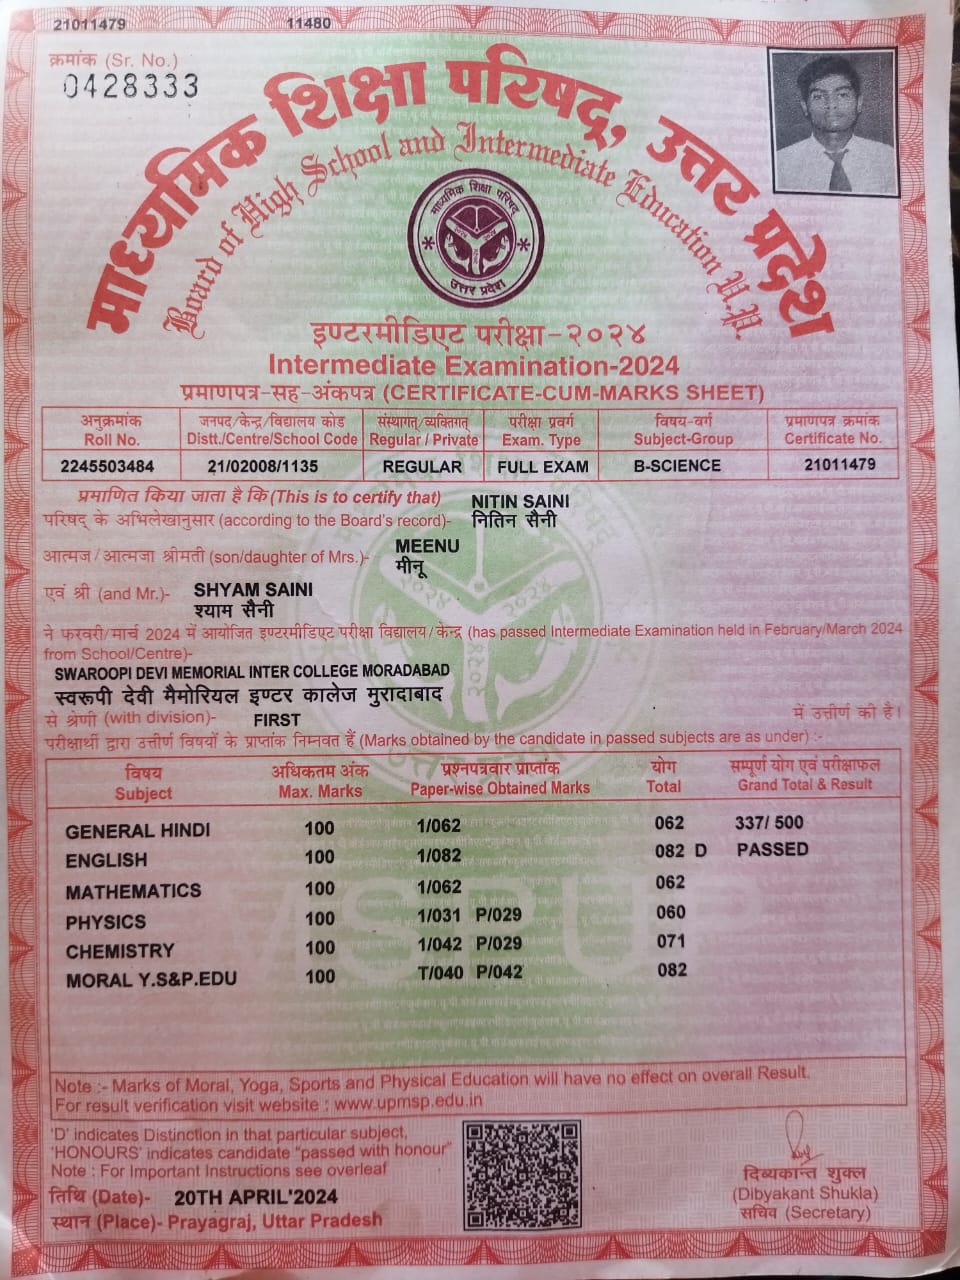 21011479 11480
क्रमांक (Sr. No.)
0428333
माध्यमिक शिक्षा परिषद्, उत्तर प्रदेश
Board of High School and Intermediate Education U.P.
माध्यमिक शिक्षा परिषद्
उत्तर प्रदेश
इण्टरमीडिएट परीक्षा-२०२४
Intermediate Examination-2024
प्रमाणपत्र-सह-अंकपत्र (CERTIFICATE-CUM-MARKS SHEET)
अनुक्रमांक जनपद/केन्द्र/विद्यालय कोड संस्थागत्/व्यक्तिगत् परीक्षा प्रवर्ग विषय-वर्ग प्रमाणपत्र क्रमांक
Roll No. Distt./Centre/School Code Regular / Private Exam. Type Subject-Group Certificate No.
2245503484 21/02008/1135 REGULAR FULL EXAM B-SCIENCE 21011479
प्रमाणित किया जाता है कि (This is to certify that) NITIN SAINI
परिषद् के अभिलेखानुसार (according to the Board's record)- नितिन सैनी
आत्मज/आत्मजा श्रीमती (son/daughter of Mrs.)- MEENU
मीनू
एवं श्री (and Mr.)- SHYAM SAINI
श्याम सैनी
ने फरवरी/मार्च 2024 में आयोजित इण्टरमीडिएट परीक्षा विद्यालय/केन्द्र (has passed Intermediate Examination held in February/March 2024
from School/Centre)-
SWAROOPI DEVI MEMORIAL INTER COLLEGE MORADABAD
स्वरूपी देवी मैमोरियल इण्टर कालेज मुरादाबाद
से श्रेणी (with division)- FIRST में उत्तीर्ण की है।
परीक्षार्थी द्वारा उत्तीर्ण विषयों के प्राप्तांक निम्नवत हैं (Marks obtained by the candidate in passed subjects are as under) :-
विषय अधिकतम अंक प्रश्नपत्रवार प्राप्तांक योग सम्पूर्ण योग एवं परीक्षाफल
Subject Max. Marks Paper-wise Obtained Marks Total Grand Total & Result
GENERAL HINDI 100 1/062 062 337/ 500
ENGLISH 100 1/082 082 D PASSED
MATHEMATICS 100 1/062 062
PHYSICS 100 1/031 P/029 060
CHEMISTRY 100 1/042 P/029 071
MORAL Y.S&P.EDU 100 T/040 P/042 082
Note :- Marks of Moral, Yoga, Sports and Physical Education will have no effect on overall Result.
For result verification visit website : www.upmsp.edu.in
'D' indicates Distinction in that particular subject,
'HONOURS' indicates candidate "passed with honour"
Note : For Important Instructions see overleaf
तिथि (Date)- 20TH APRIL'2024
स्थान (Place)- Prayagraj, Uttar Pradesh
दिब्यकान्त शुक्ल
(Dibyakant Shukla)
सचिव (Secretary)